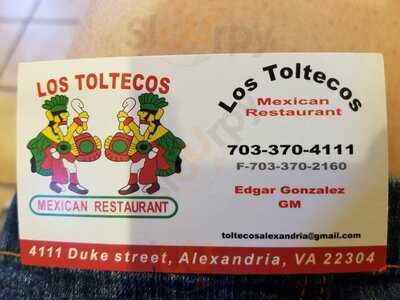 LOS TOLTECOS
MEXICAN RESTAURANT
Los Toltecos
Mexican
Restaurant
703-370-4111
F-703-370-2160
Edgar Gonzalez
GM
toltecosalexandria@gmail.com
4111 Duke street, Alexandria, VA 22304